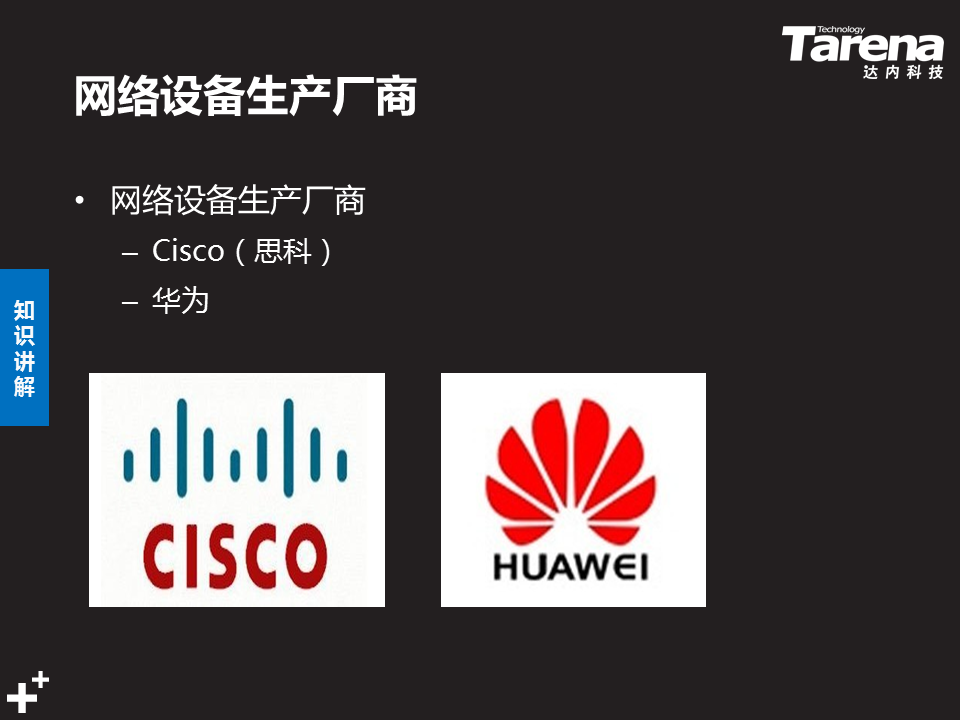 Technology
Tarena
达内科技
网络设备生产厂商
• 网络设备生产厂商
– Cisco（思科）
– 华为
知识讲解
CISCO
HUAWEI